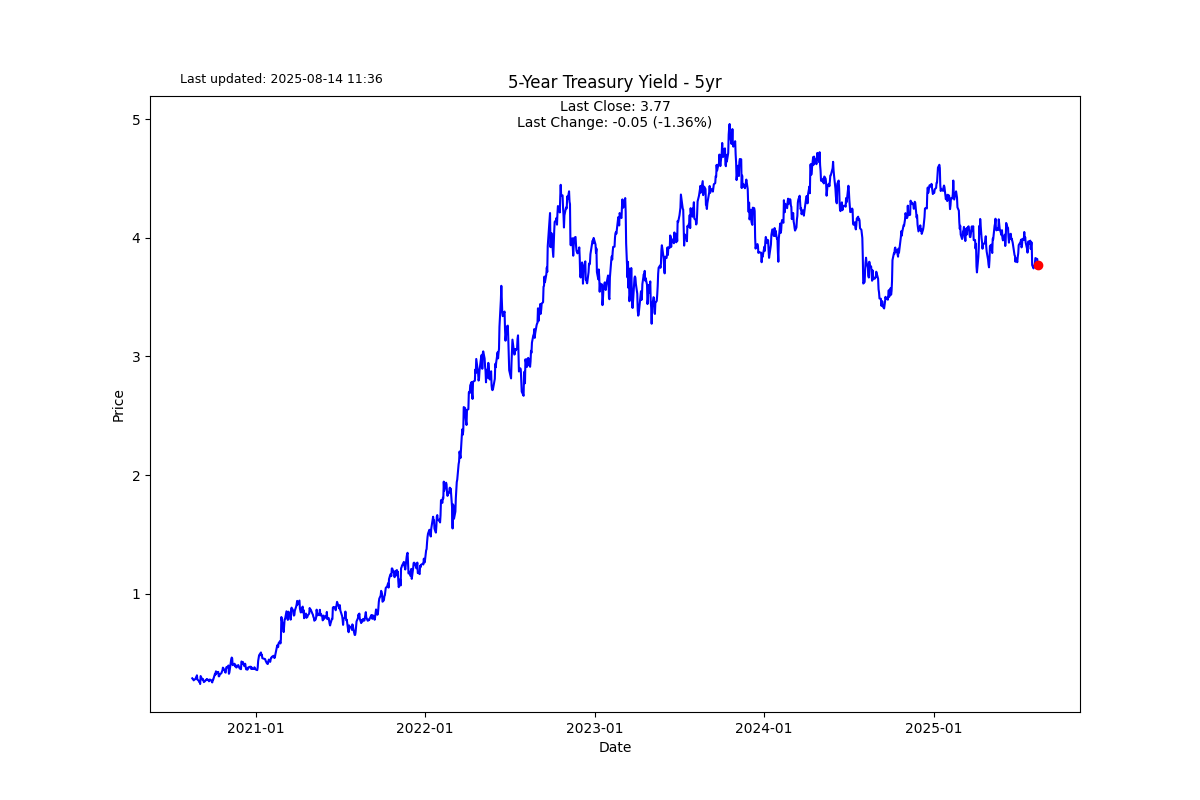 Last updated: 2025-08-14 11:36
5-Year Treasury Yield - 5yr
Last Close: 3.77
Last Change: -0.05 (-1.36%)
5
4
3
2
1
Price
2021-01
2022-01
2023-01
2024-01
2025-01
Date